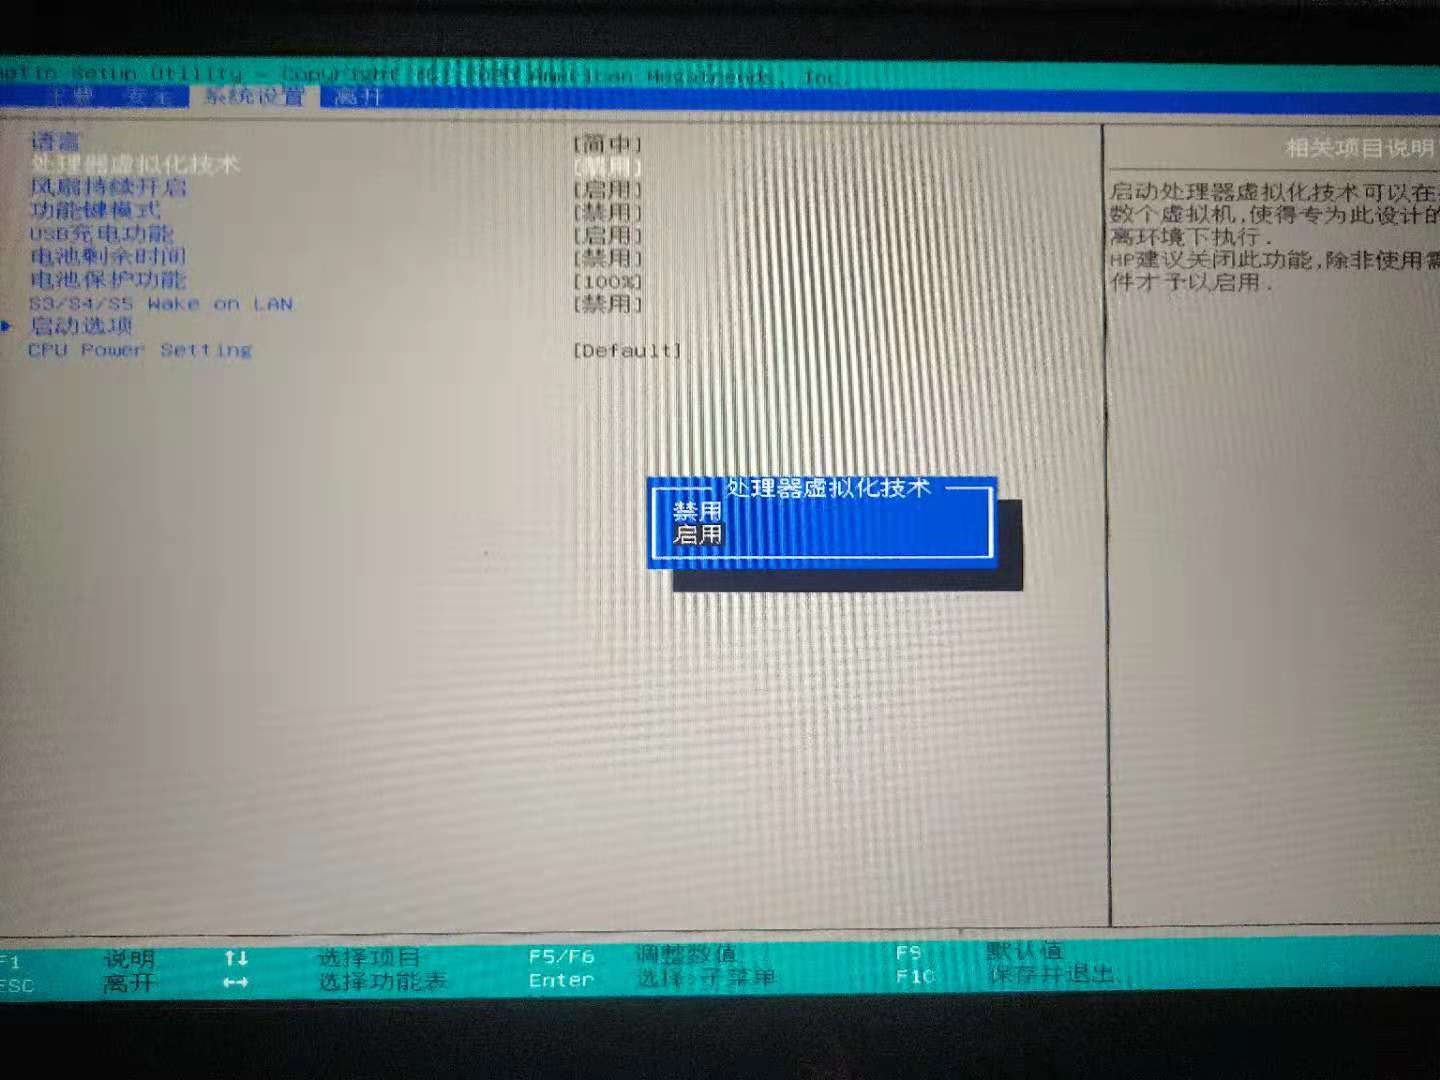 Setup Utility - Copyright American Megatrends, Inc.
主要 安全 系统设置 离开
语言 [简中]
处理器虚拟化技术 [禁用]
风扇持续开启 [启用]
功能键模式 [禁用]
USB充电功能 [启用]
电池剩余时间 [禁用]
电池保护功能 [100%]
S3/S4/S5 Wake on LAN [禁用]
启动选项
CPU Power Setting [Default]
相关项目说明
启动处理器虚拟化技术可以在
数个虚拟机,使得专为此设计的
离环境下执行.
HP建议关闭此功能,除非使用需
件才予以启用.
处理器虚拟化技术
禁用
启用
F1 说明 ↑↓ 选择项目 F5/F6 调整数值 F9 默认值
ESC 离开 ←→ 选择功能表 Enter 选择>子菜单 F10 保存并退出